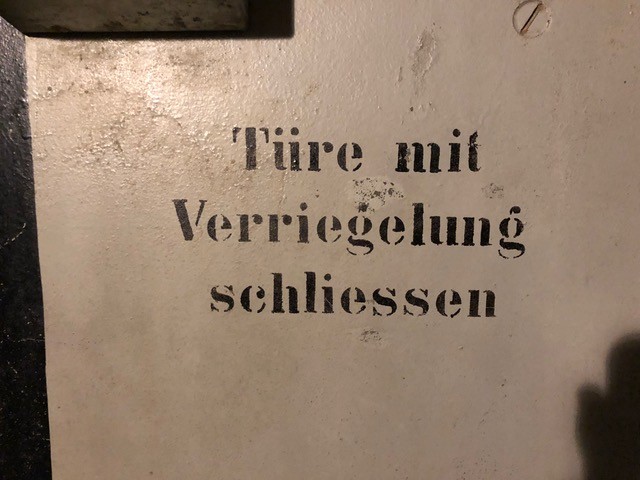 Türe mit
Verriegelung
schliessen